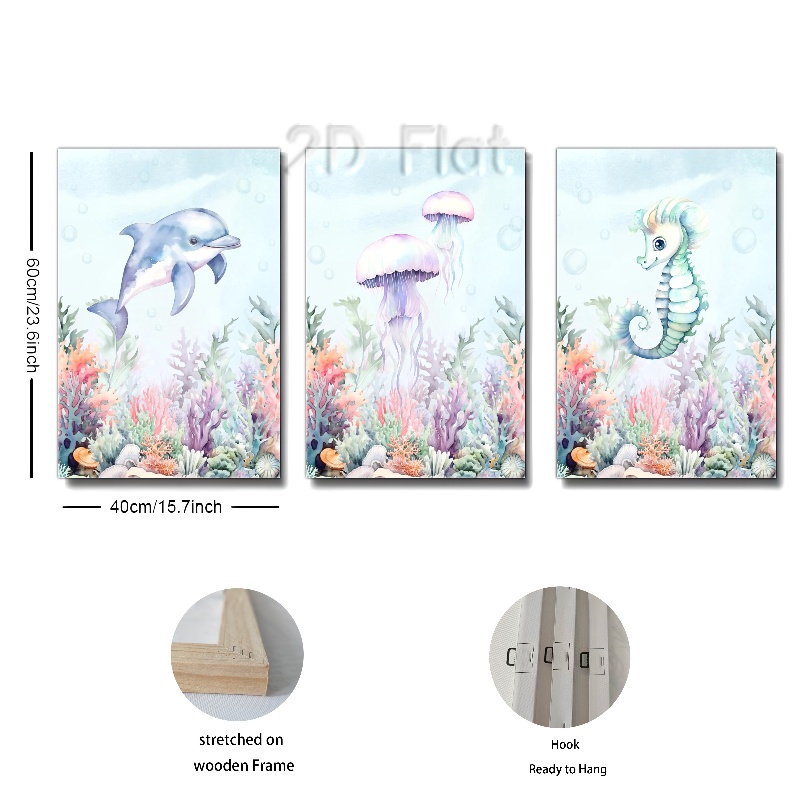 2D Flat
60cm/23.6inch
40cm/15.7inch
stretched on
wooden Frame
Hook
Ready to Hang